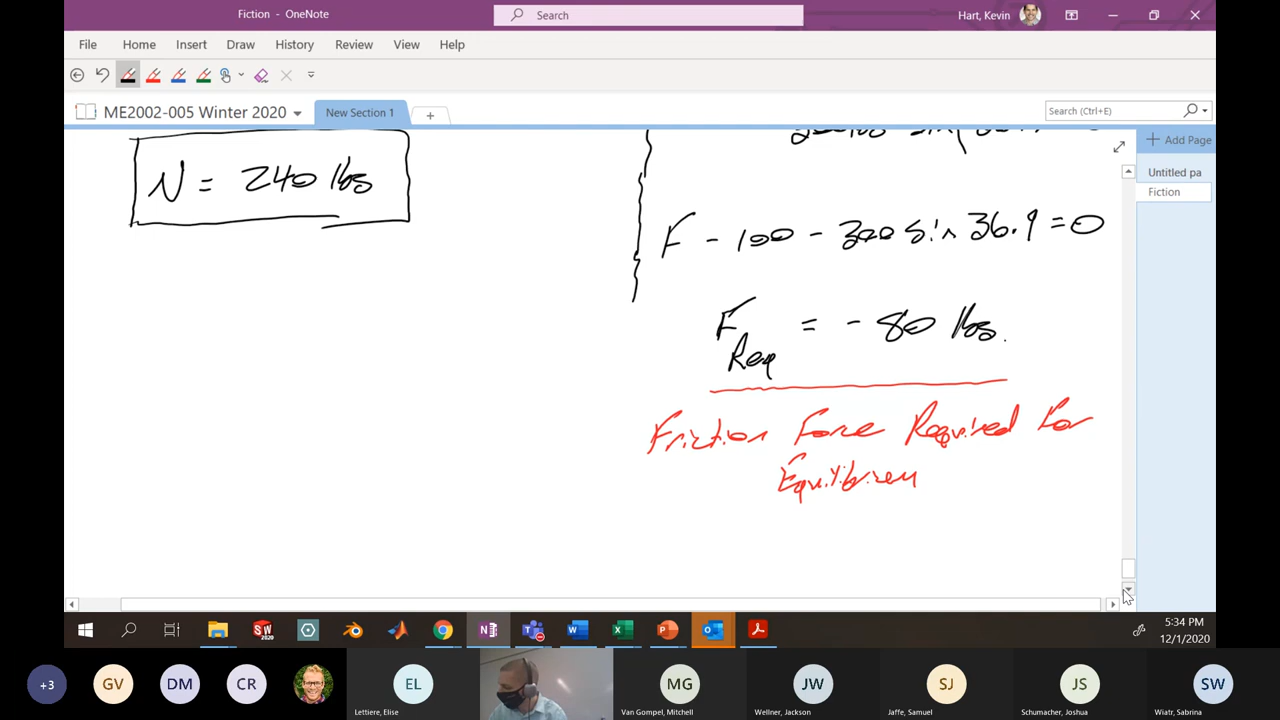 Fiction - OneNote
Search
Hart, Kevin
File Home Insert Draw History Review View Help
ME2002-005 Winter 2020
New Section 1
Search (Ctrl+E)
Add Page
Untitled pa
Fiction
N = 240 lbs
F - 100 - 300 sin 36.9 = 0
F = - 80 lbs.
Req
Friction Force Required For
Equilibrium
5:34 PM
12/1/2020
+3 GV DM CR EL MG JW SJ JS SW
Lettiere, Elise
Van Gompel, Mitchell
Wellner, Jackson
Jaffe, Samuel
Schumacher, Joshua
Wiatr, Sabrina